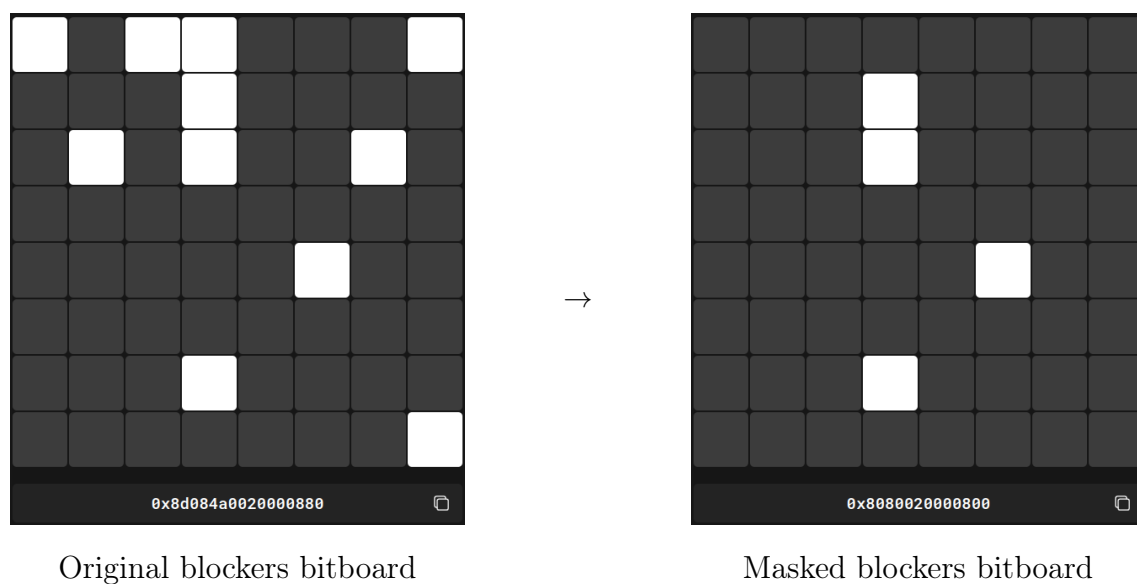 0x8d084a0020000880
0x8080020000800
→
Original blockers bitboard
Masked blockers bitboard